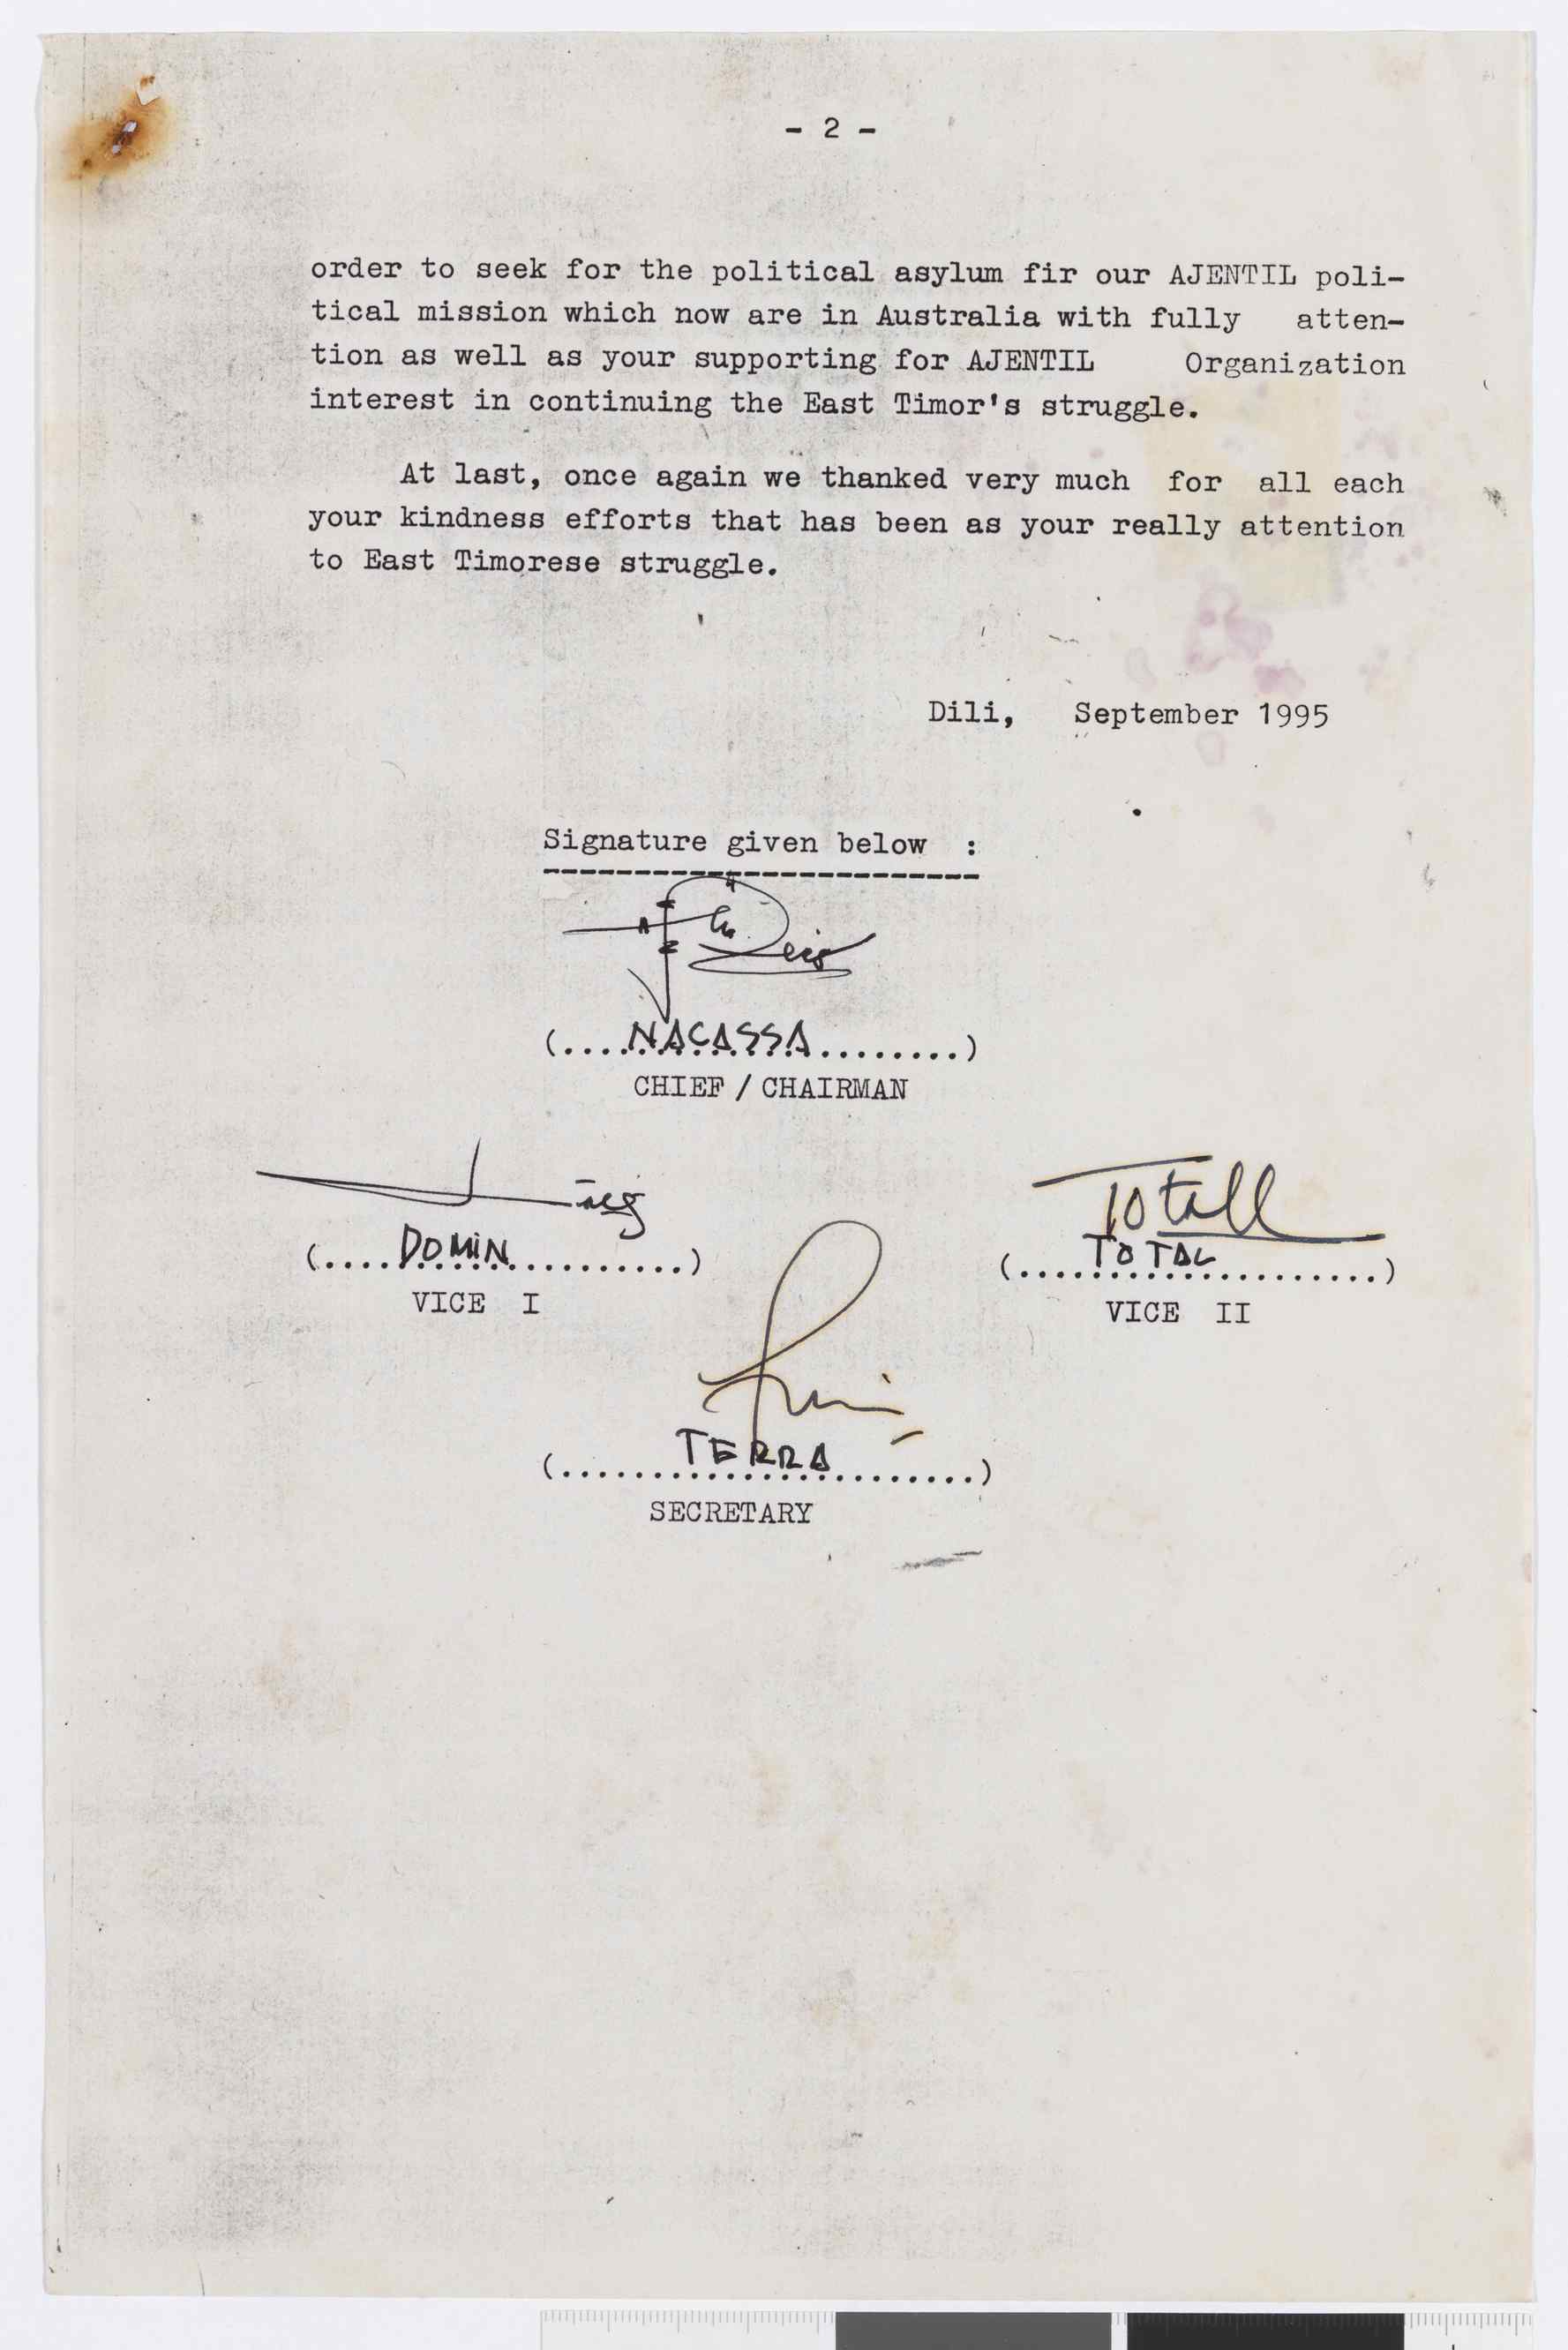 - 2 -
order to seek for the political asylum fir our AJENTIL poli-
tical mission which now are in Australia with fully atten-
tion as well as your supporting for AJENTIL Organization
interest in continuing the East Timor's struggle.
At last, once again we thanked very much for all each
your kindness efforts that has been as your really attention
to East Timorese struggle.
Dili, September 1995
Signature given below :
(....NACASSA........)
CHIEF / CHAIRMAN
Totall
(....DOMIN..........)
(....TOTAL..........)
VICE I
VICE II
(....TERRA..........)
SECRETARY